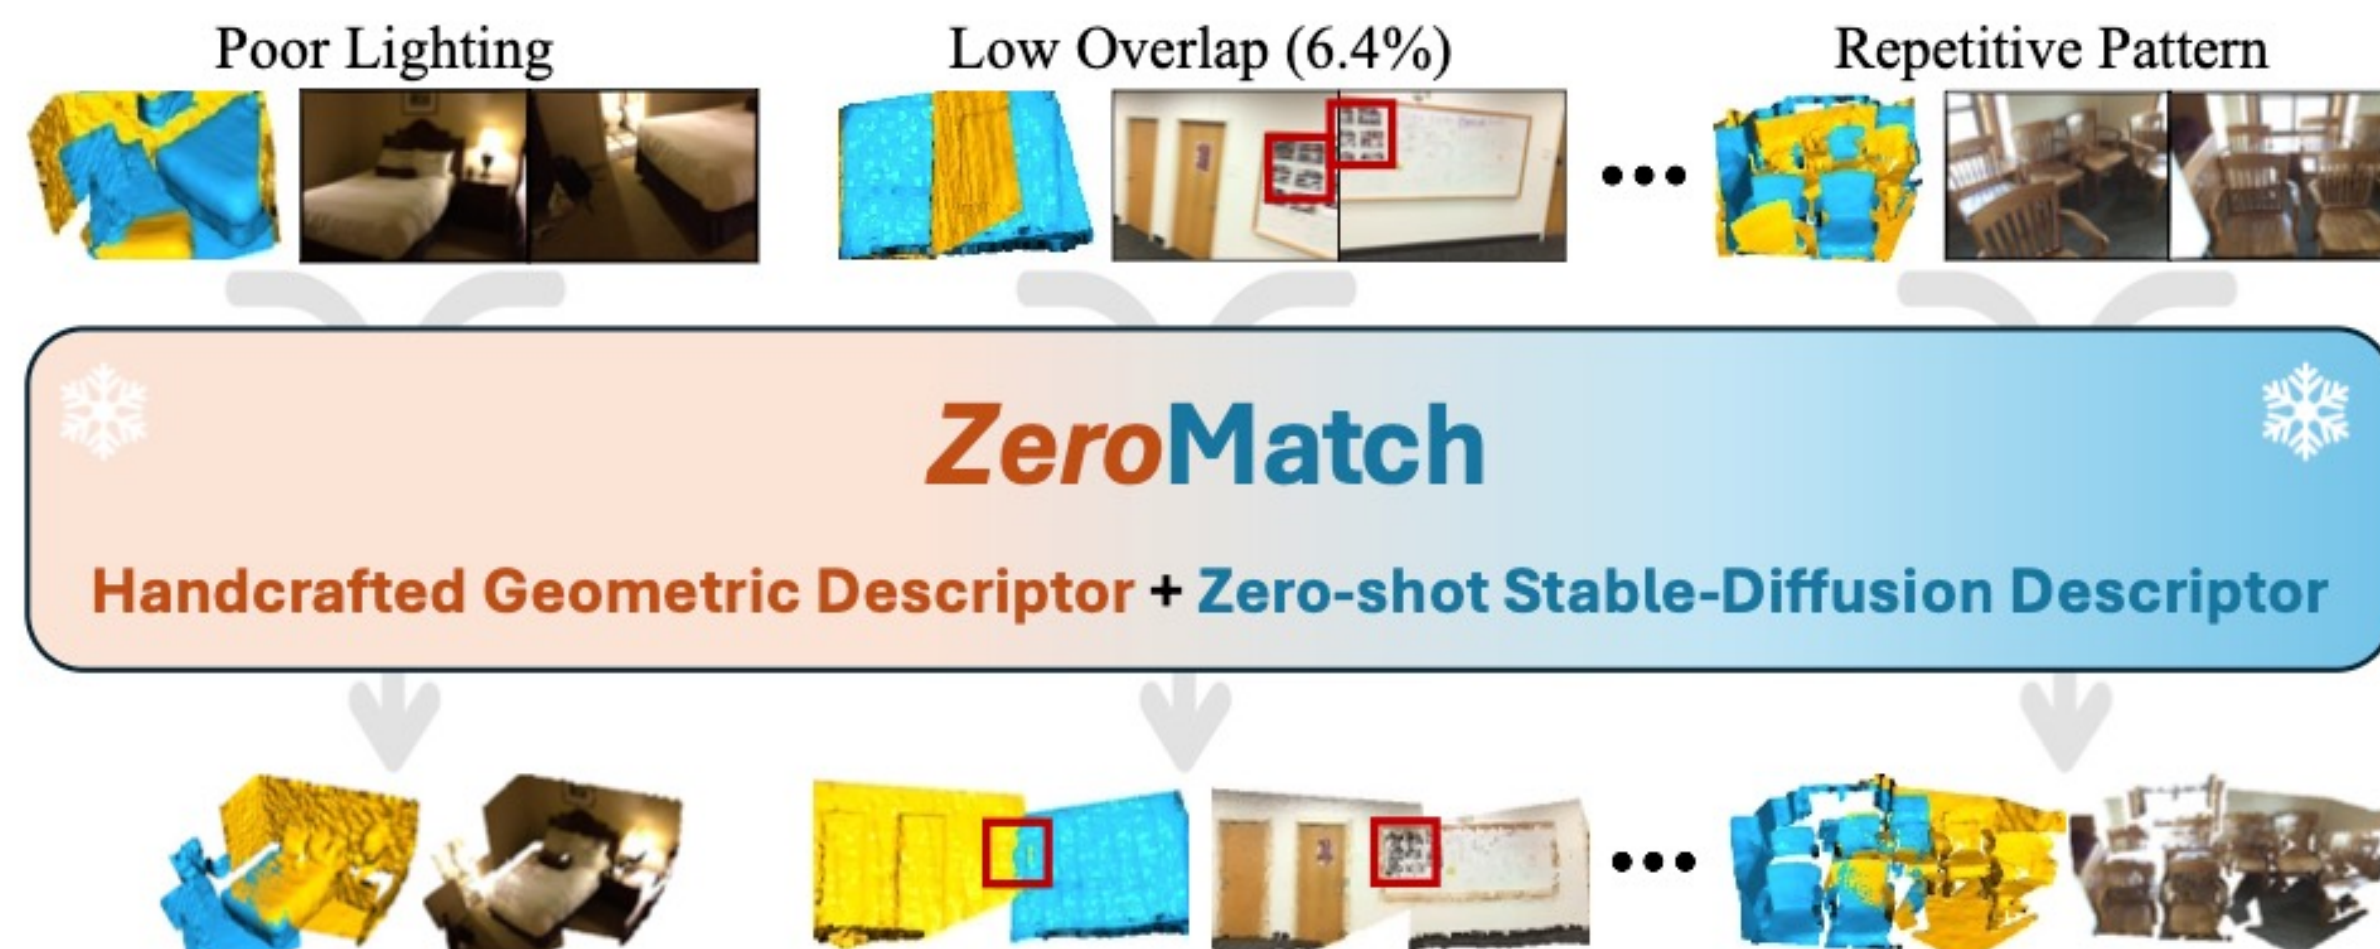 Poor Lighting
Low Overlap (6.4%)
Repetitive Pattern
ZeroMatch
Handcrafted Geometric Descriptor + Zero-shot Stable-Diffusion Descriptor